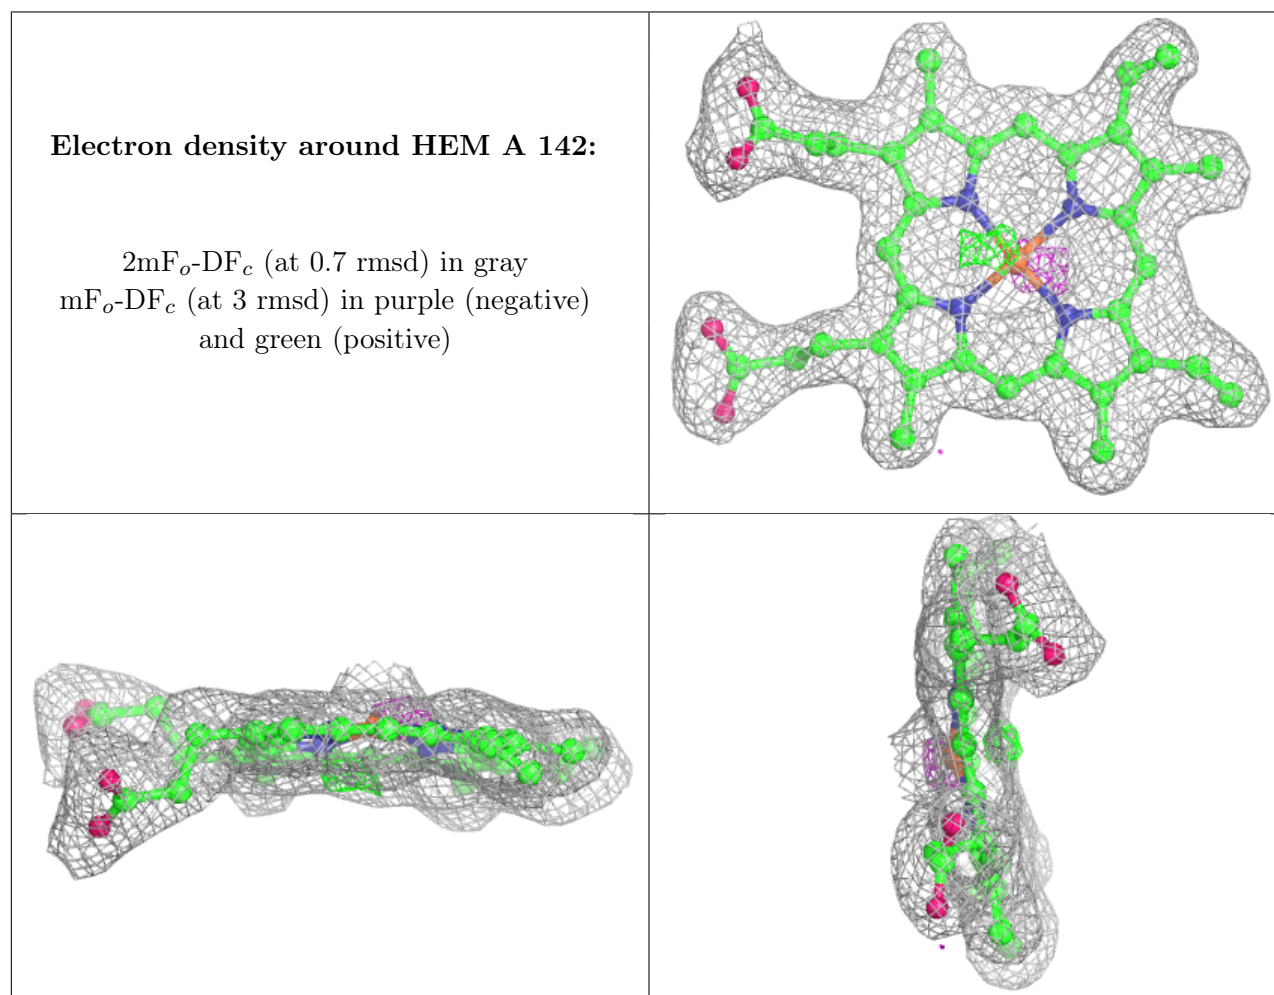 Electron density around HEM A 142:
2mFo-DFc (at 0.7 rmsd) in gray
mFo-DFc (at 3 rmsd) in purple (negative)
and green (positive)